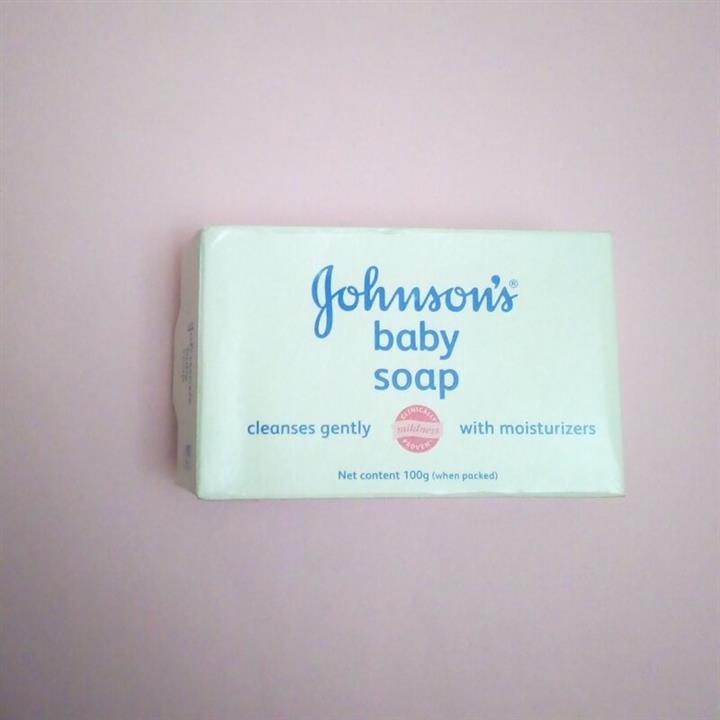 Johnson's®
baby
soap
cleanses gently
CLINICALLY
mildness
PROVEN
with moisturizers
Net content 100g (when packed)